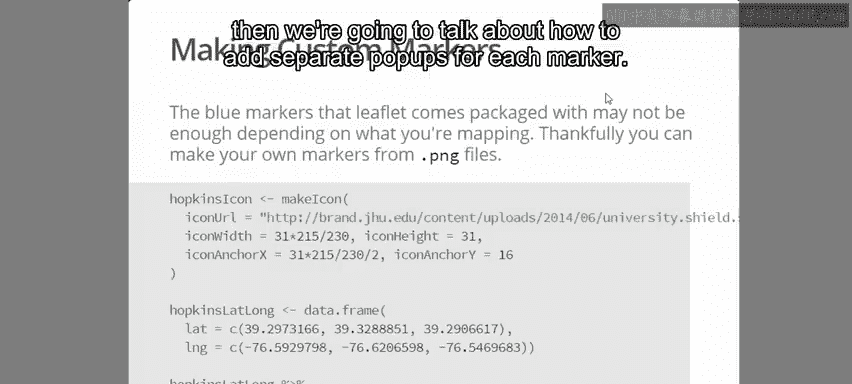 then we're going to talk about how to
add separate popups for each marker.
Making Custom Markers
The blue markers that leaflet comes packaged with may not be
enough depending on what you're mapping. Thankfully you can
make your own markers from .png files.
hopkinsIcon <- makeIcon(
iconUrl = "http://brand.jhu.edu/content/uploads/2014/06/university.shield.
iconWidth = 31*215/230, iconHeight = 31,
iconAnchorX = 31*215/230/2, iconAnchorY = 16
)
hopkinsLatLong <- data.frame(
lat = c(39.2973166, 39.3288851, 39.2906617),
lng = c(-76.5929798, -76.6206598, -76.5469683))
hopkinsLatLong %>%